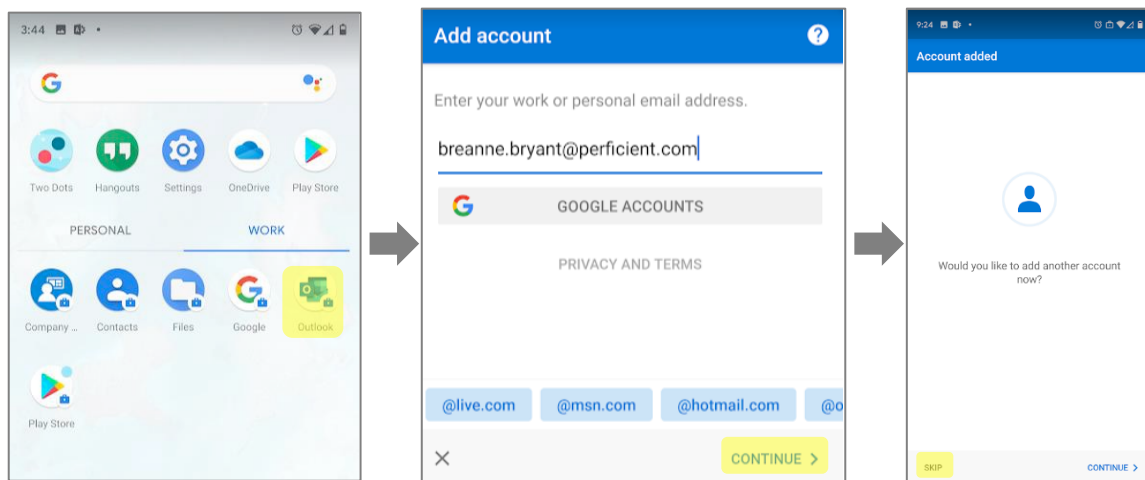 3:44
Two Dots
Hangouts
Settings
OneDrive
Play Store
PERSONAL
WORK
Company ...
Contacts
Files
Google
Outlook
Play Store
Add account
?
Enter your work or personal email address.
breanne.bryant@perficient.com
GOOGLE ACCOUNTS
PRIVACY AND TERMS
@live.com
@msn.com
@hotmail.com
@o
CONTINUE
9:24
Account added
Would you like to add another account
now?
SKIP
CONTINUE